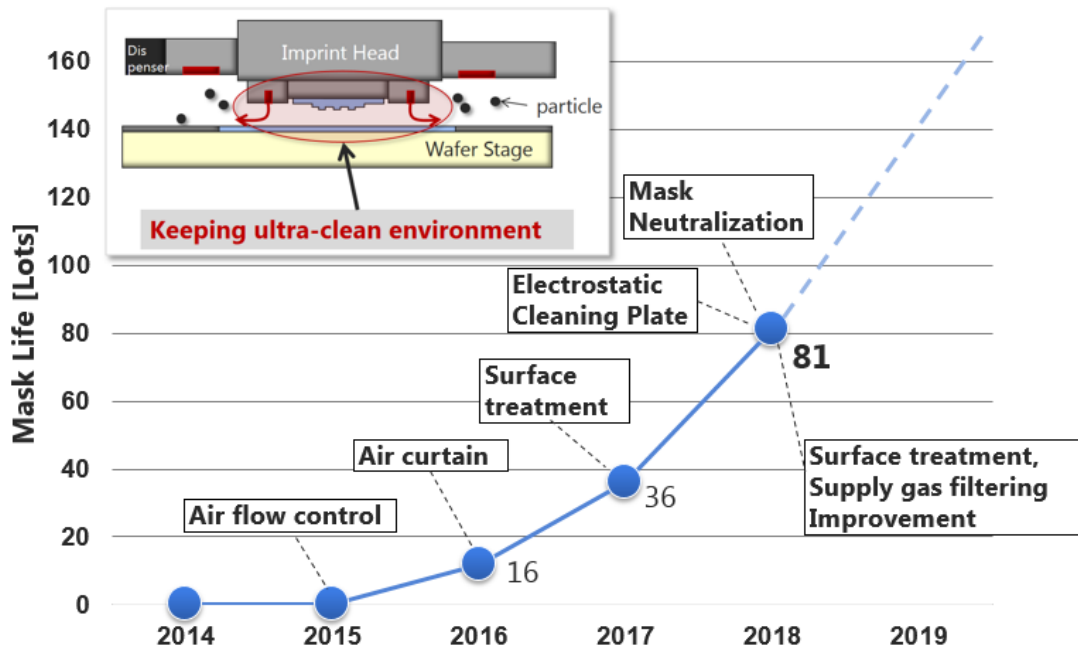 Dis
penser
Imprint Head
particle
Wafer Stage
Keeping ultra-clean environment
Mask Life [Lots]
160
140
120
100
80
60
40
20
0
Mask
Neutralization
Electrostatic
Cleaning Plate
81
Surface
treatment
36
Air curtain
16
Air flow control
Surface treatment,
Supply gas filtering
Improvement
2014
2015
2016
2017
2018
2019